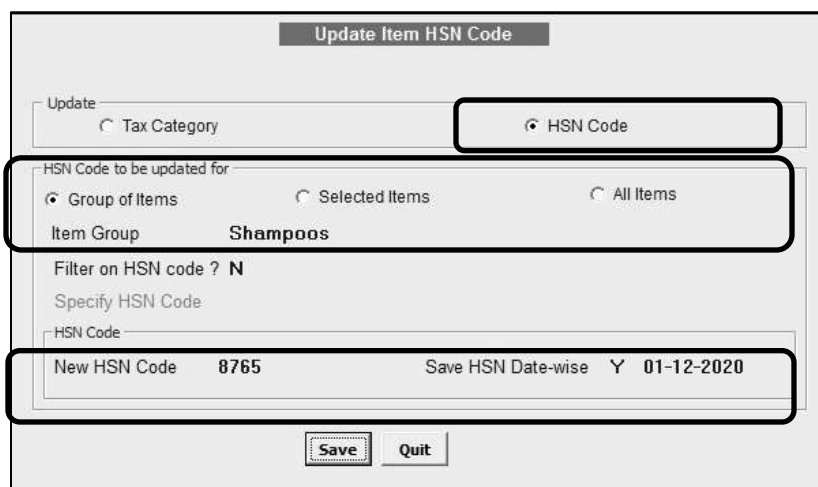 Update Item HSN Code
Update
Tax Category HSN Code
HSN Code to be updated for
Group of Items Selected Items All Items
Item Group Shampoos
Filter on HSN code ? N
Specify HSN Code
HSN Code
New HSN Code 8765 Save HSN Date-wise Y 01-12-2020
Save Quit